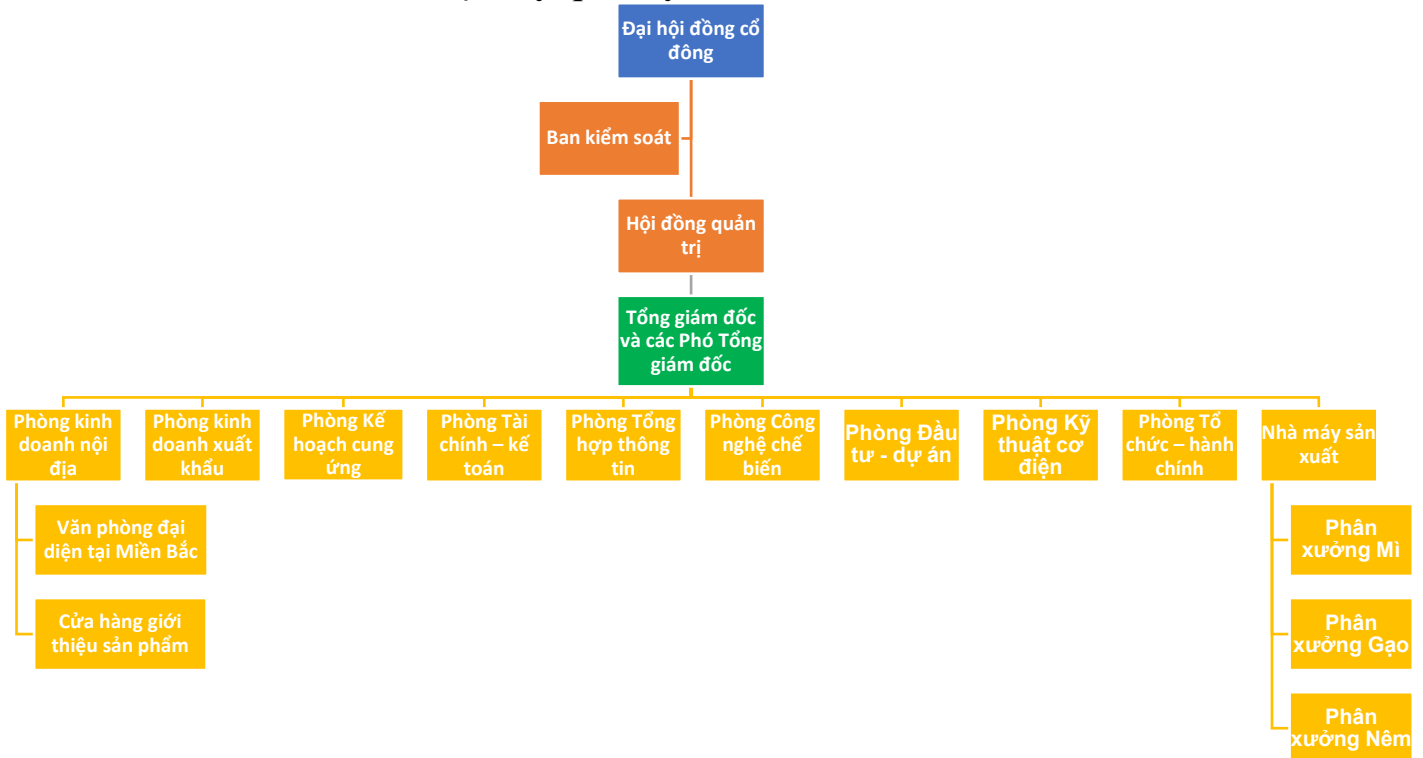 Đại hội đồng cổ
đông
Ban kiểm soát
Hội đồng quản
trị
Tổng giám đốc
và các Phó Tổng
giám đốc
Phòng kinh
doanh nội
địa
Phòng kinh
doanh xuất
khẩu
Phòng Kế
hoạch cung
ứng
Phòng Tài
chính – kế
toán
Phòng Tổng
hợp thông
tin
Phòng Công
nghệ chế
biến
Phòng Đầu
tư - dự án
Phòng Kỹ
thuật cơ
điện
Phòng Tổ
chức – hành
chính
Nhà máy sản
xuất
Văn phòng đại
diện tại Miền Bắc
Cửa hàng giới
thiệu sản phẩm
Phân
xưởng Mì
Phân
xưởng Gạo
Phân
xưởng Nêm